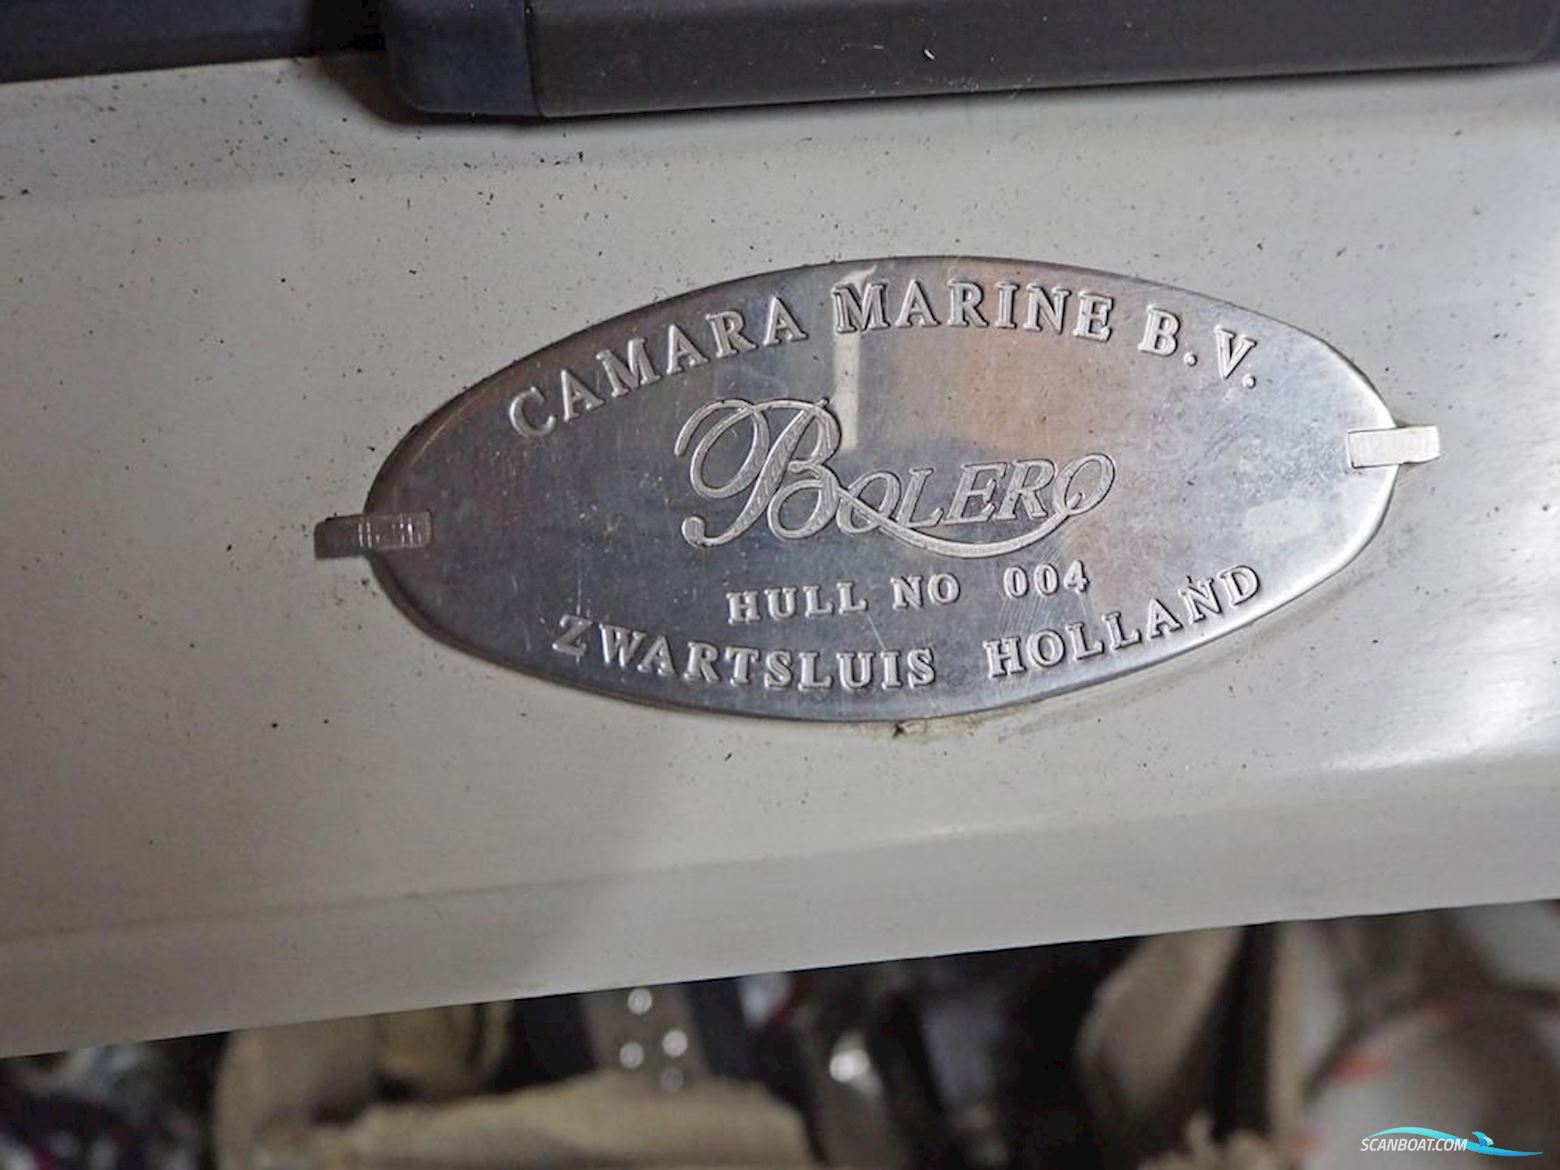 CAMARA MARINE B.V.
BOLERO
HULL NO 004
ZWARTSLUIS HOLLAND
SCANBOAT.COM